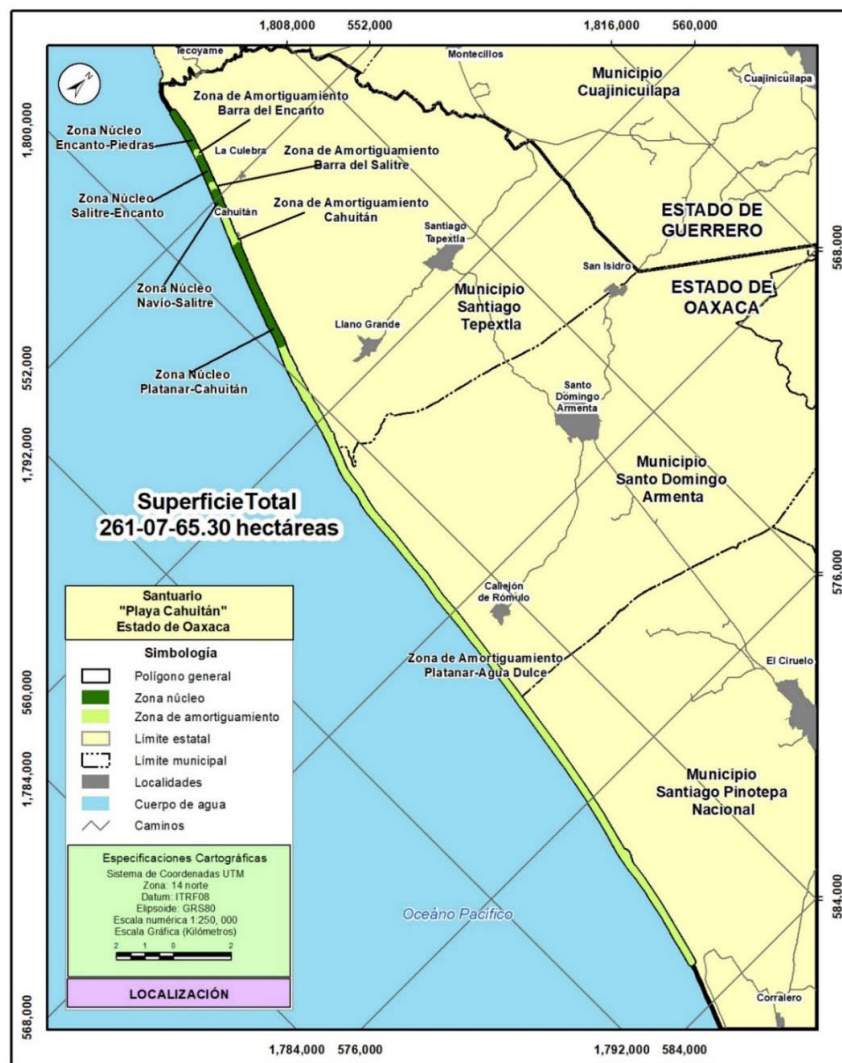 1,808,000
552,000
1,816,000
560,000
Tecoyame
Montecillos
Municipio
Cuajinicuilapa
Cuajinicuilapa
N
Zona de Amortiguamiento
Barra del Encanto
1,800,000
Zona Núcleo
Encanto-Piedras
La Culebra
Zona de Amortiguamiento
Barra del Salitre
Zona Núcleo
Salitre-Encanto
Cahuitán
Zona de Amortiguamiento
Cahuitán
Santiago
Tapextla
ESTADO DE
GUERRERO
568,000
San Isidro
ESTADO DE
OAXACA
Zona Núcleo
Navío-Salitre
Municipio
Santiago
Tepextla
Llano Grande
552,000
Zona Núcleo
Platanar-Cahuitán
Santo
Domingo
Armenta
1,792,000
Municipio
Santo Domingo
Armenta
SuperficieTotal
261-07-65.30 hectáreas
576,000
Callejón
de Rómulo
Santuario
"Playa Cahuitán"
Estado de Oaxaca
Zona de Amortiguamiento
Platanar-Agua Dulce
El Ciruelo
Simbología
Polígono general
Zona núcleo
Zona de amortiguamiento
Límite estatal
Límite municipal
Localidades
Cuerpo de agua
Caminos
560,000
1,784,000
Municipio
Santiago Pinotepa
Nacional
Especificaciones Cartográficas
Sistema de Coordenadas UTM
Zona: 14 norte
Datum: ITRF08
Elipsoide: GRS80
Escala numérica 1:250, 000
Escala Gráfica (Kilómetros)
2 1 0 2
Oceáno Pacífico
584,000
LOCALIZACIÓN
Corralero
568,000
1,784,000
576,000
1,792,000
584,000